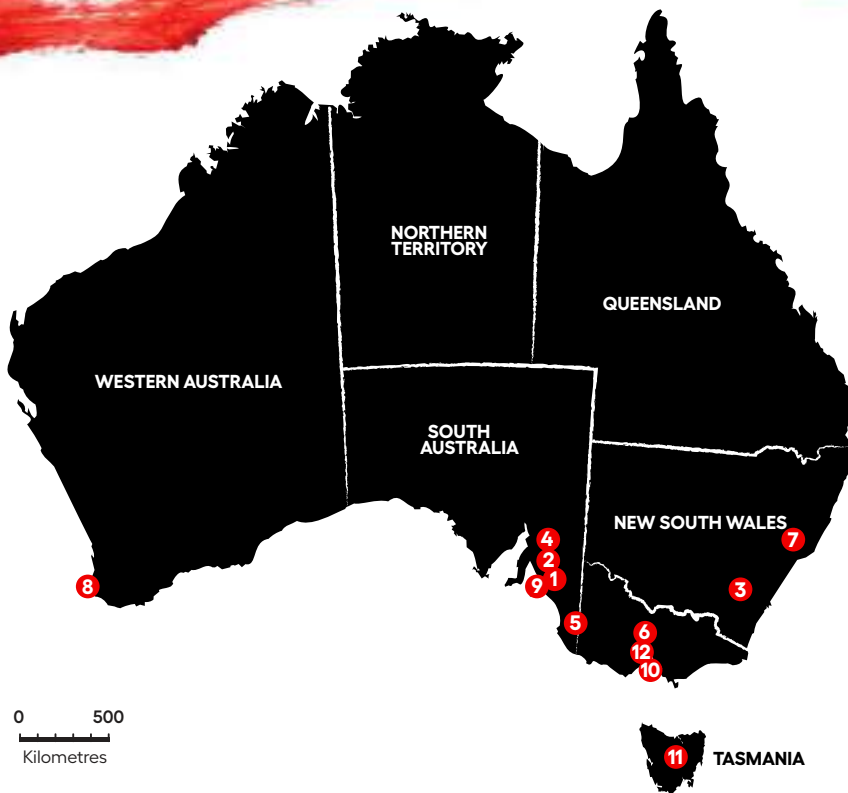 NORTHERN
TERRITORY
QUEENSLAND
WESTERN AUSTRALIA
SOUTH
AUSTRALIA
NEW SOUTH WALES
4
7
2
1
9
8
3
5
6
12
10
0 500
Kilometres
11
TASMANIA